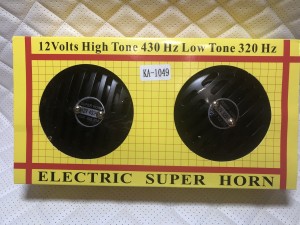 12Volts High Tone 430 Hz Low Tone 320 Hz
KA-1049
ELECTRIC SUPER HORN